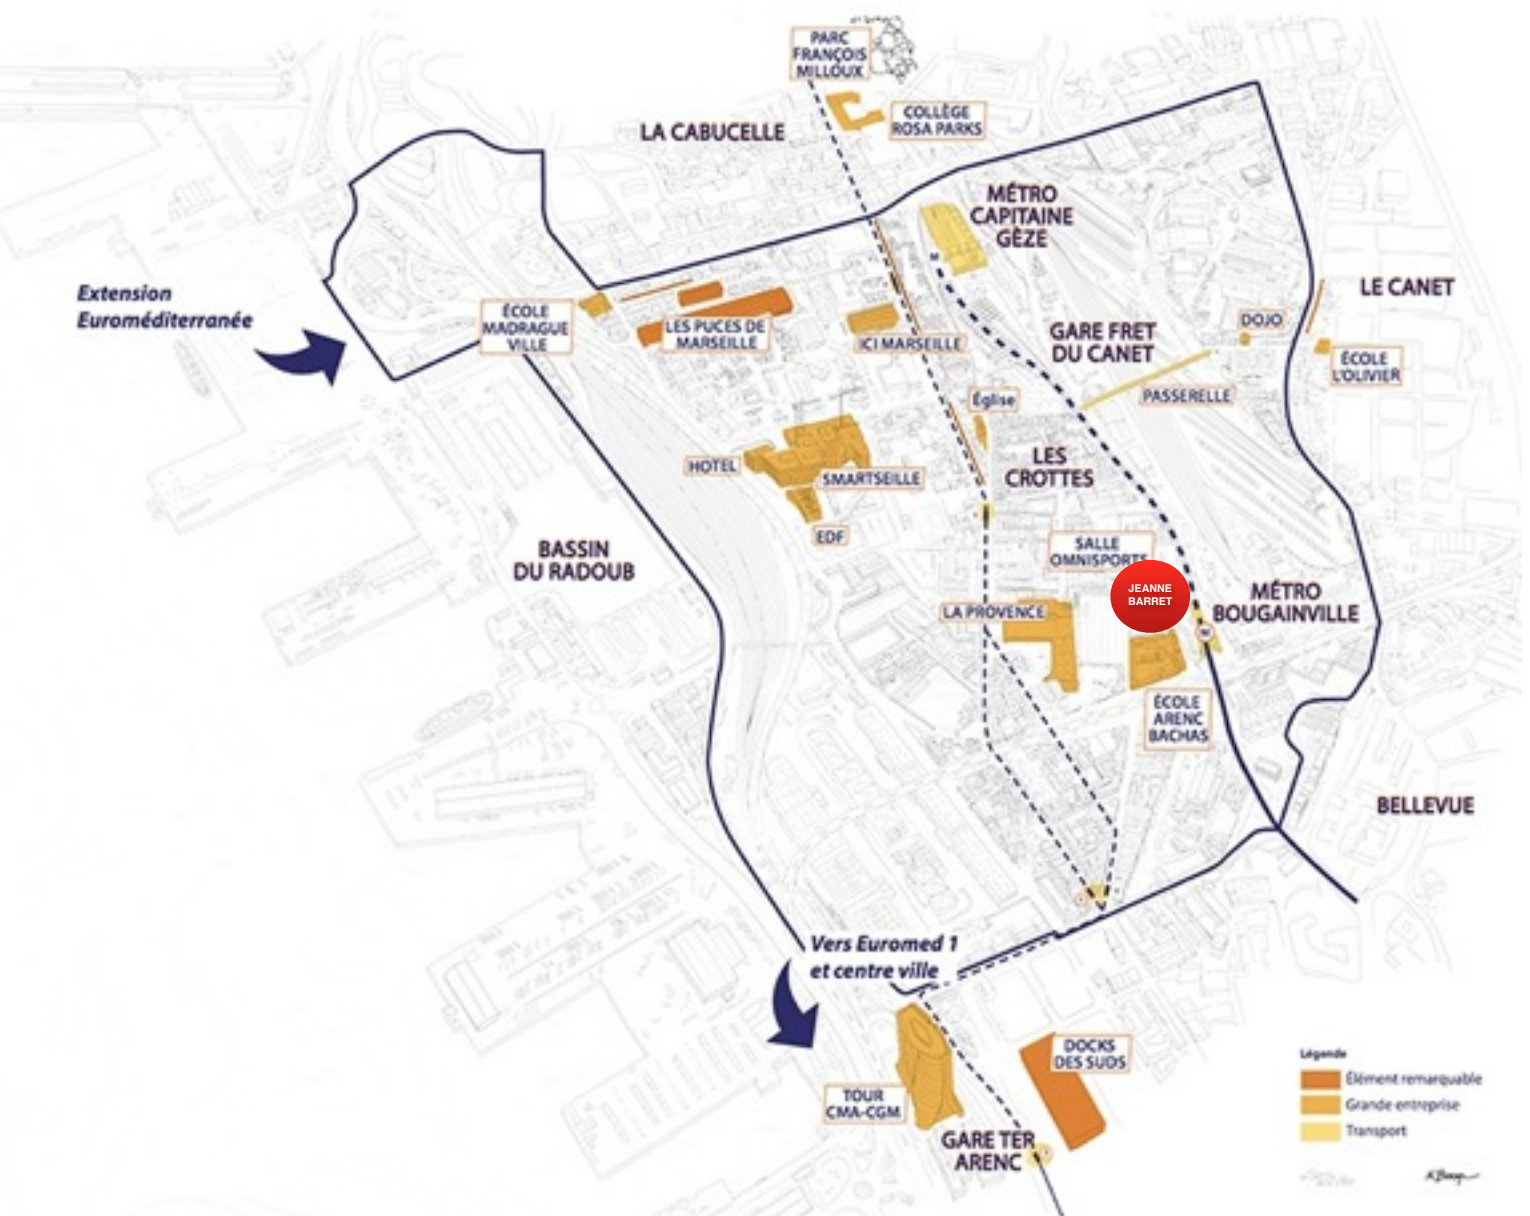 PARC
FRANÇOIS
MILLOUX
COLLÈGE
ROSA PARKS
LA CABUCELLE
MÉTRO
CAPITAINE
GÈZE
Extension
Euroméditerranée
ÉCOLE
MADRAGUE
VILLE
LES PUCES DE
MARSEILLE
ICI MARSEILLE
GARE FRET
DU CANET
DOJO
LE CANET
ÉCOLE
L'OLIVIER
PASSERELLE
Église
HOTEL
SMARTSEILLE
EDF
LES
CROTTES
BASSIN
DU RADOUB
SALLE
OMNISPORTS
JEANNE
BARRET
LA PROVENCE
MÉTRO
BOUGAINVILLE
ÉCOLE
ARENC
BACHAS
BELLEVUE
Vers Euromed 1
et centre ville
DOCKS
DES SUDS
TOUR
CMA-CGM
GARE TER
ARENC
Légende
Élément remarquable
Grande entreprise
Transport